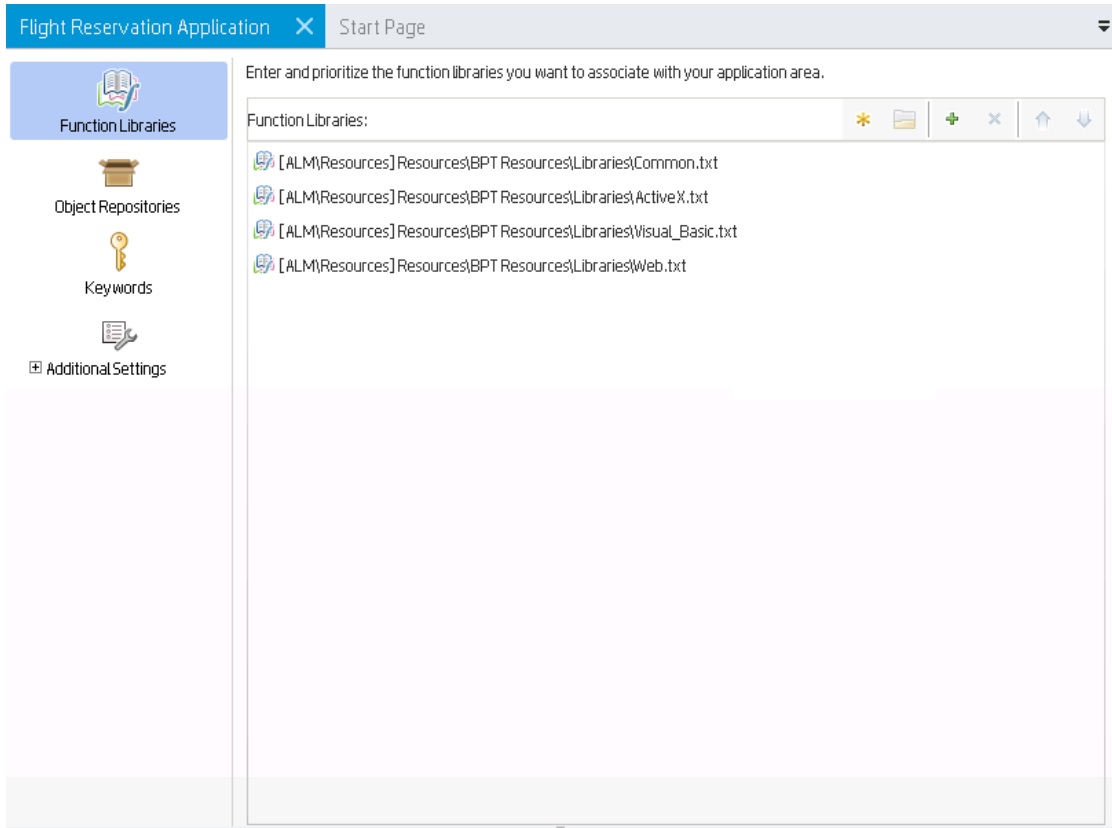 Flight Reservation Application
Start Page
Enter and prioritize the function libraries you want to associate with your application area.
Function Libraries
Function Libraries:
[ALM\Resources] Resources\BPT Resources\Libraries\Common.txt
[ALM\Resources] Resources\BPT Resources\Libraries\ActiveX.txt
[ALM\Resources] Resources\BPT Resources\Libraries\Visual_Basic.txt
[ALM\Resources] Resources\BPT Resources\Libraries\Web.txt
Object Repositories
Keywords
Additional Settings